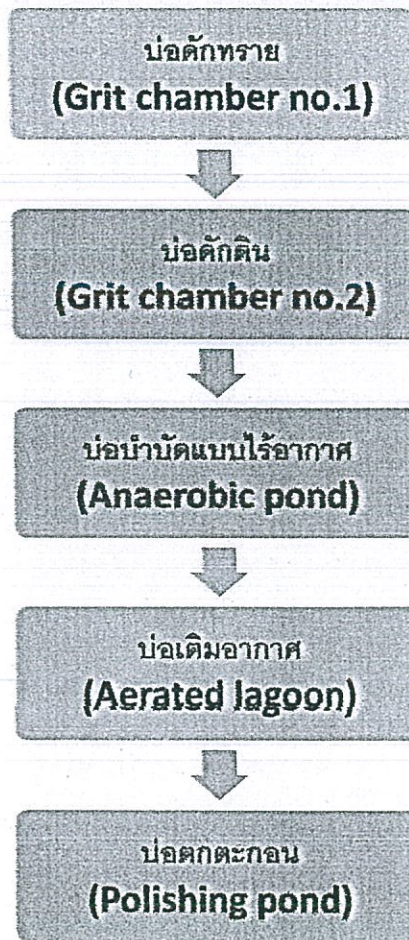 บ่อดักทราย
(Grit chamber no.1)
บ่อดักดิน
(Grit chamber no.2)
บ่อบำบัดแบบไร้อากาศ
(Anaerobic pond)
บ่อเติมอากาศ
(Aerated lagoon)
บ่อตกตะกอน
(Polishing pond)